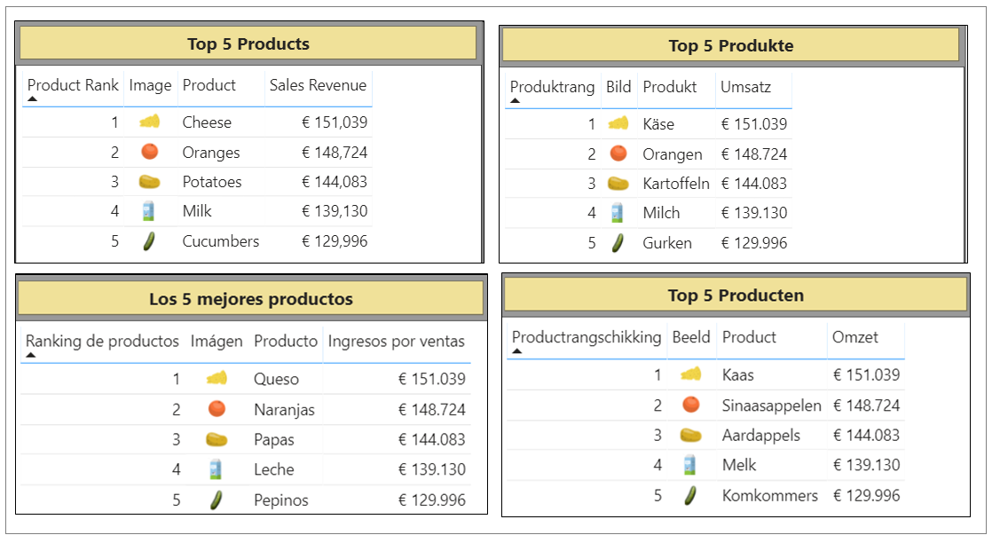 Top 5 Products
Product Rank Image Product Sales Revenue
1 Cheese € 151,039
2 Oranges € 148,724
3 Potatoes € 144,083
4 Milk € 139,130
5 Cucumbers € 129,996
Top 5 Produkte
Produktrang Bild Produkt Umsatz
1 Käse € 151.039
2 Orangen € 148.724
3 Kartoffeln € 144.083
4 Milch € 139.130
5 Gurken € 129.996
Los 5 mejores productos
Ranking de productos Imágen Producto Ingresos por ventas
1 Queso € 151.039
2 Naranjas € 148.724
3 Papas € 144.083
4 Leche € 139.130
5 Pepinos € 129.996
Top 5 Producten
Productrangschikking Beeld Product Omzet
1 Kaas € 151.039
2 Sinaasappelen € 148.724
3 Aardappels € 144.083
4 Melk € 139.130
5 Komkommers € 129.996